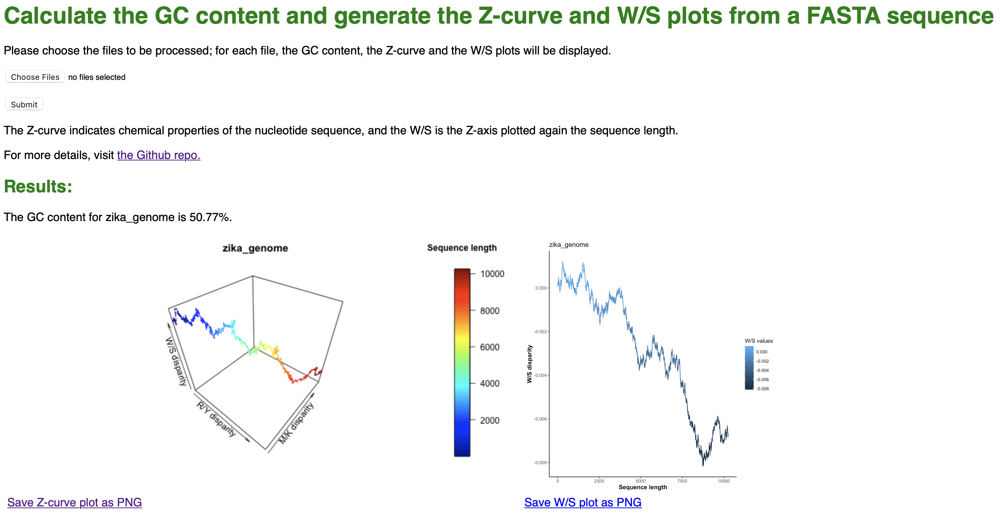 Calculate the GC content and generate the Z-curve and W/S plots from a FASTA sequence
Please choose the files to be processed; for each file, the GC content, the Z-curve and the W/S plots will be displayed.
Choose Files no files selected
Submit
The Z-curve indicates chemical properties of the nucleotide sequence, and the W/S is the Z-axis plotted again the sequence length.
For more details, visit the Github repo.
Results:
The GC content for zika_genome is 50.77%.
zika_genome
W/S disparity
R/Y disparity
M/K disparity
Sequence length
10000
8000
6000
4000
2000
zika_genome
W/S disparity
0.000
-0.002
-0.004
-0.006
-0.008
0 2500 5000 7500 10000
Sequence length
W/S values
0.000
-0.002
-0.004
-0.006
-0.008
Save Z-curve plot as PNG
Save W/S plot as PNG